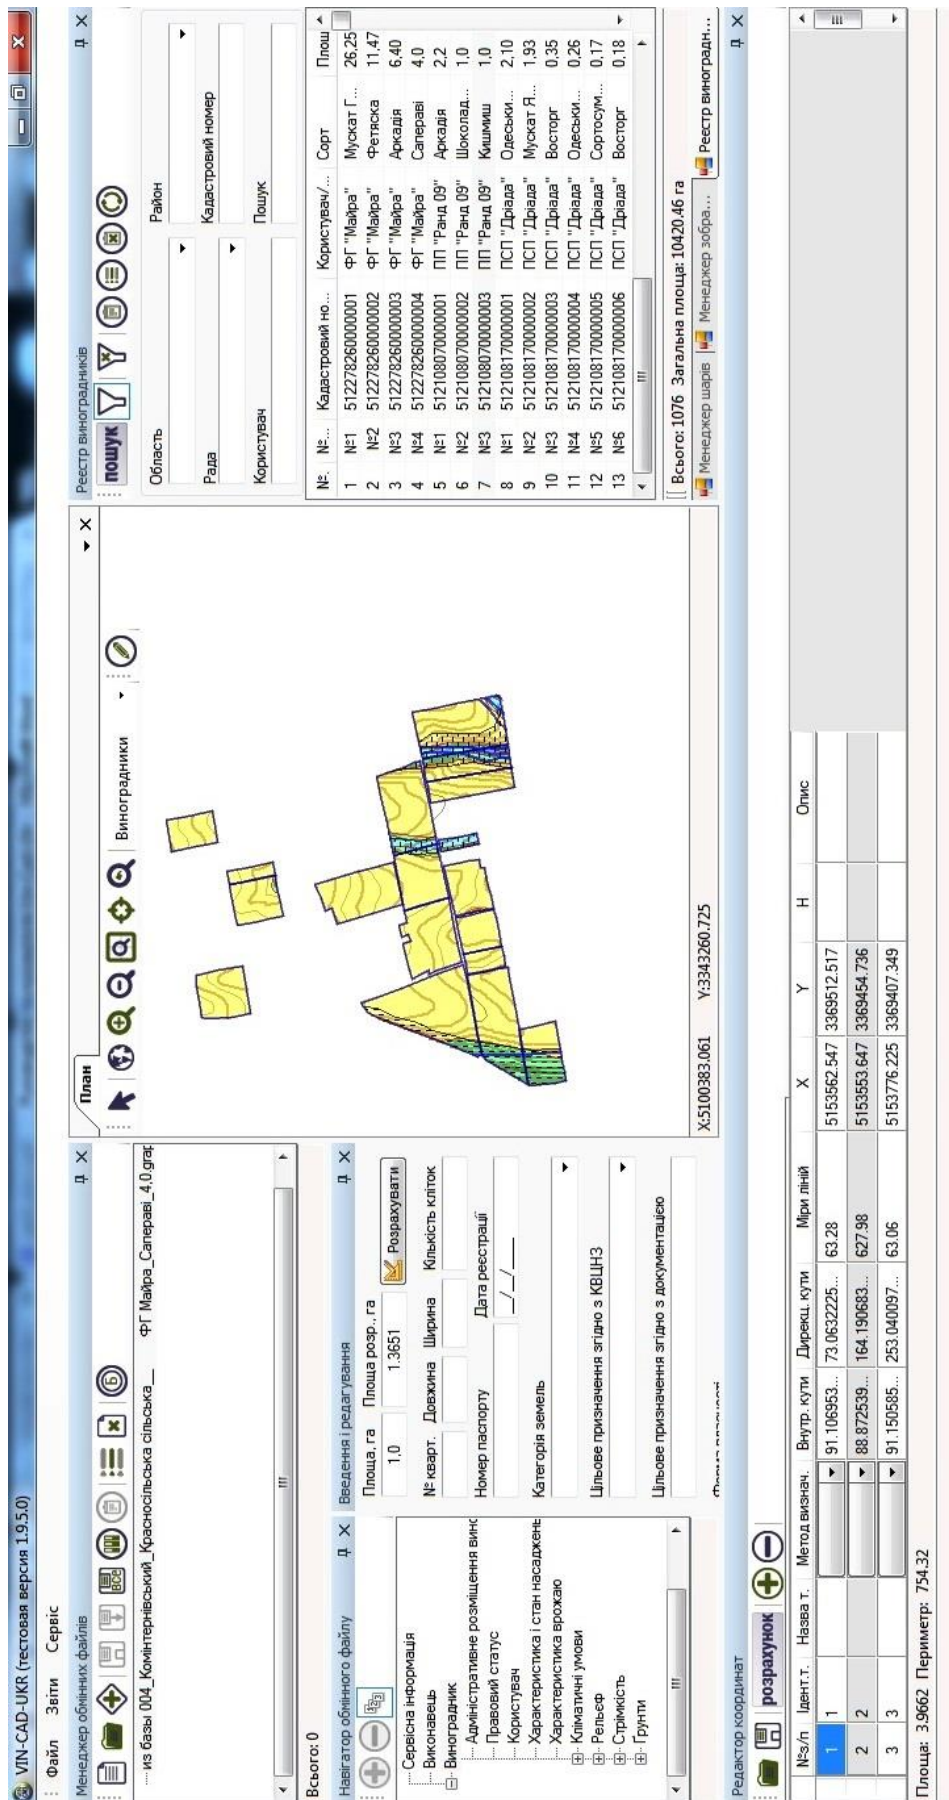 VIN-CAD-UKR (тестовая версия 1.9.5.0)
Файл Звіти Сервіс
Менеджер обмінних файлів
все
Б
из базы 004_Комінтернівський_Красносільська сільська__ ФГ Майра_Сапераві_4,0.grap
Всього: 0
Навігатор обмінного файлу
123
Сервісна інформація
Виконавець
Виноградник
Адміністративне розміщення вино
Правовий статус
Користувач
Характеристика і стан насаджень
Характеристика врожаю
Кліматичні умови
Рельєф
Стрімкість
Грунти
Введення і редагування
Площа, га Площа розр., га
1.0 1.3651 Розрахувати
№ кварт. Довжина Ширина Кількість кліток
Номер паспорту Дата реєстрації
__/__/____
Категорія земель
Цільове призначення згідно з КВЦНЗ
Цільове призначення згідно з документацією
Форма власності
План
Виноградники
X:5100383.061 Y:3343260.725
Реєстр виноградників
пошук
Область Район
Рада Кадастровий номер
Користувач Пошук
№. №... Кадастровий но... Користувач/... Сорт Площ
1 №1 5122782600000001 ФГ "Майра" Мускат Г... 26,25
2 №2 5122782600000002 ФГ "Майра" Фетяска 11,47
3 №3 5122782600000003 ФГ "Майра" Аркадія 6,40
4 №4 5122782600000004 ФГ "Майра" Сапераві 4,0
5 №1 5121080700000001 ПП "Ранд 09" Аркадія 2,2
6 №2 5121080700000002 ПП "Ранд 09" Шоколад... 1,0
7 №3 5121080700000003 ПП "Ранд 09" Кишмиш 1,0
8 №1 5121081700000001 ПСП "Дріада" Одеськи... 2,10
9 №2 5121081700000002 ПСП "Дріада" Мускат Я... 1,93
10 №3 5121081700000003 ПСП "Дріада" Восторг 0,35
11 №4 5121081700000004 ПСП "Дріада" Одеськи... 0,26
12 №5 5121081700000005 ПСП "Дріада" Сортосум... 0,17
13 №6 5121081700000006 ПСП "Дріада" Восторг 0,18
Всього: 1076 Загальна площа: 10420.46 га
Менеджер шарів Менеджер зобра... Реєстр виноградн...
Редактор координат
розрахунок
№з/п Ідент.т. Назва т. Метод визнач. Внутр. кути Дирекц. кути Міри ліній X Y H Опис
1 1 91.106953... 73.0632225... 63.28 5153562.547 3369512.517
2 2 88.872539... 164.190683... 627.98 5153553.647 3369454.736
3 3 91.150585... 253.040097... 63.06 5153776.225 3369407.349
Площа: 3.9662 Периметр: 754.32